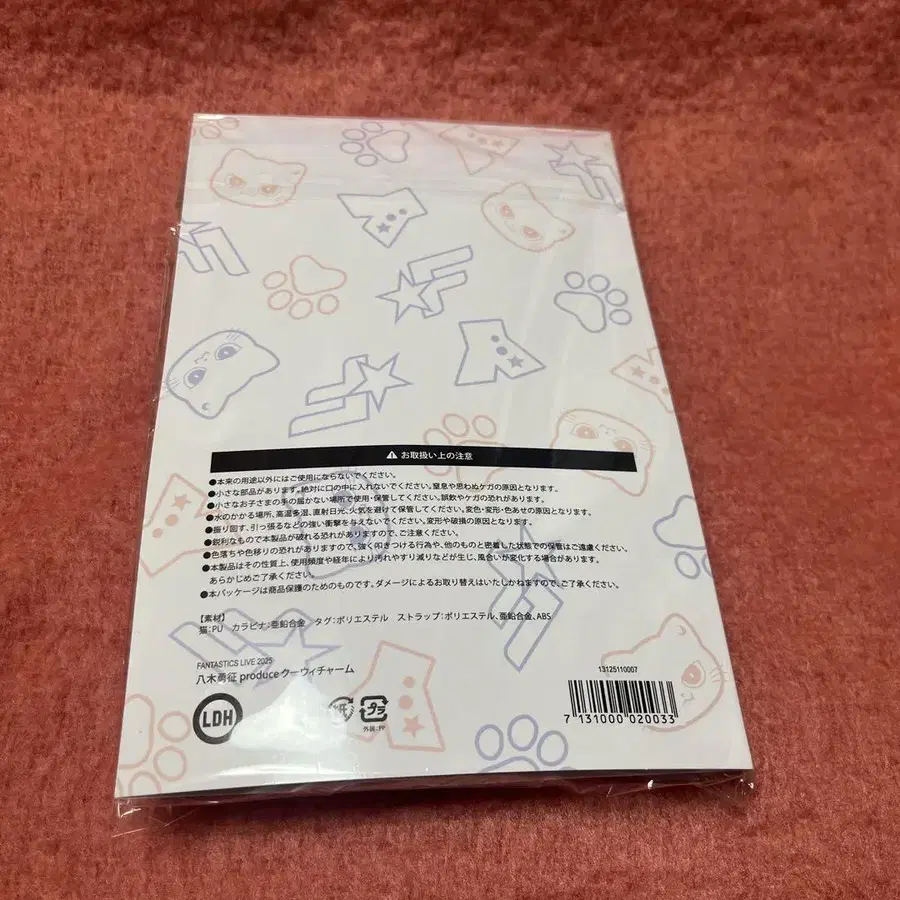 ⚠ お取扱い上の注意
●本来の用途以外にはご使用にならないでください。
●小さな部品があります。絶対に口の中に入れないでください。窒息や思わぬケガの原因となります。
●小さなお子さまの手の届かない場所で使用・保管してください。誤飲やケガの恐れがあります。
●水のかかる場所、高温多湿、直射日光、火気を避けて保管してください。変色・変形・色あせの原因となります。
●振り回す、引っ張るなどの強い衝撃を与えないでください。変形や破損の原因となります。
●鋭利なもので本製品が破れる恐れがありますので、ご注意ください。
●色落ちや色移りの恐れがありますので、強く叩きつける行為や、他のものと密着した状態での保管はご遠慮ください。
●本製品はその性質上、使用頻度や経年により汚れやすり減りなどが生じ、風合いが変化する場合があります。
あらかじめご了承ください。
●本パッケージは商品保護のためのものです。ダメージによるお取り替えはいたしかねますので、ご了承ください。
【素材】
猫:PU カラビナ:亜鉛合金 タグ:ポリエステル ストラップ:ポリエステル、亜鉛合金、ABS
FANTASTICS LIVE 2025
八木勇征 produce クーウィチャーム
13125110007
LDH
紙
プラ
外装:PP
7 131000 020033